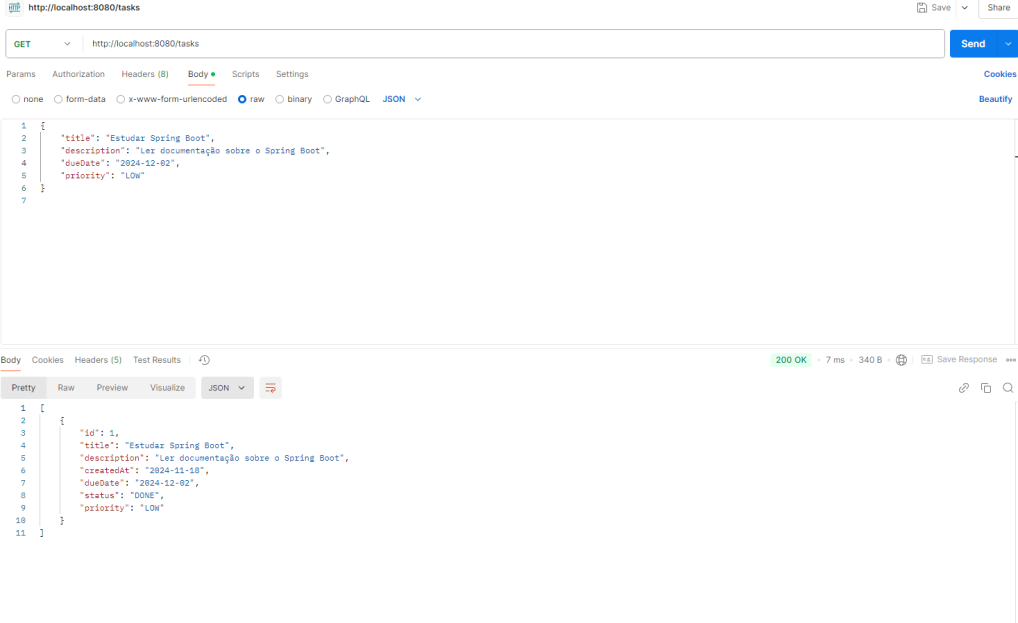 HTTP http://localhost:8080/tasks Save Share
GET http://localhost:8080/tasks Send
Params Authorization Headers (8) Body Scripts Settings Cookies
none form-data x-www-form-urlencoded raw binary GraphQL JSON Beautify
1 {
2 "title": "Estudar Spring Boot",
3 "description": "Ler documentação sobre o Spring Boot",
4 "dueDate": "2024-12-02",
5 "priority": "LOW"
6 }
7
Body Cookies Headers (5) Test Results 200 OK 7 ms 340 B Save Response
Pretty Raw Preview Visualize JSON
1 [
2 {
3 "id": 1,
4 "title": "Estudar Spring Boot",
5 "description": "Ler documentação sobre o Spring Boot",
6 "createdAt": "2024-11-18",
7 "dueDate": "2024-12-02",
8 "status": "DONE",
9 "priority": "LOW"
10 }
11 ]